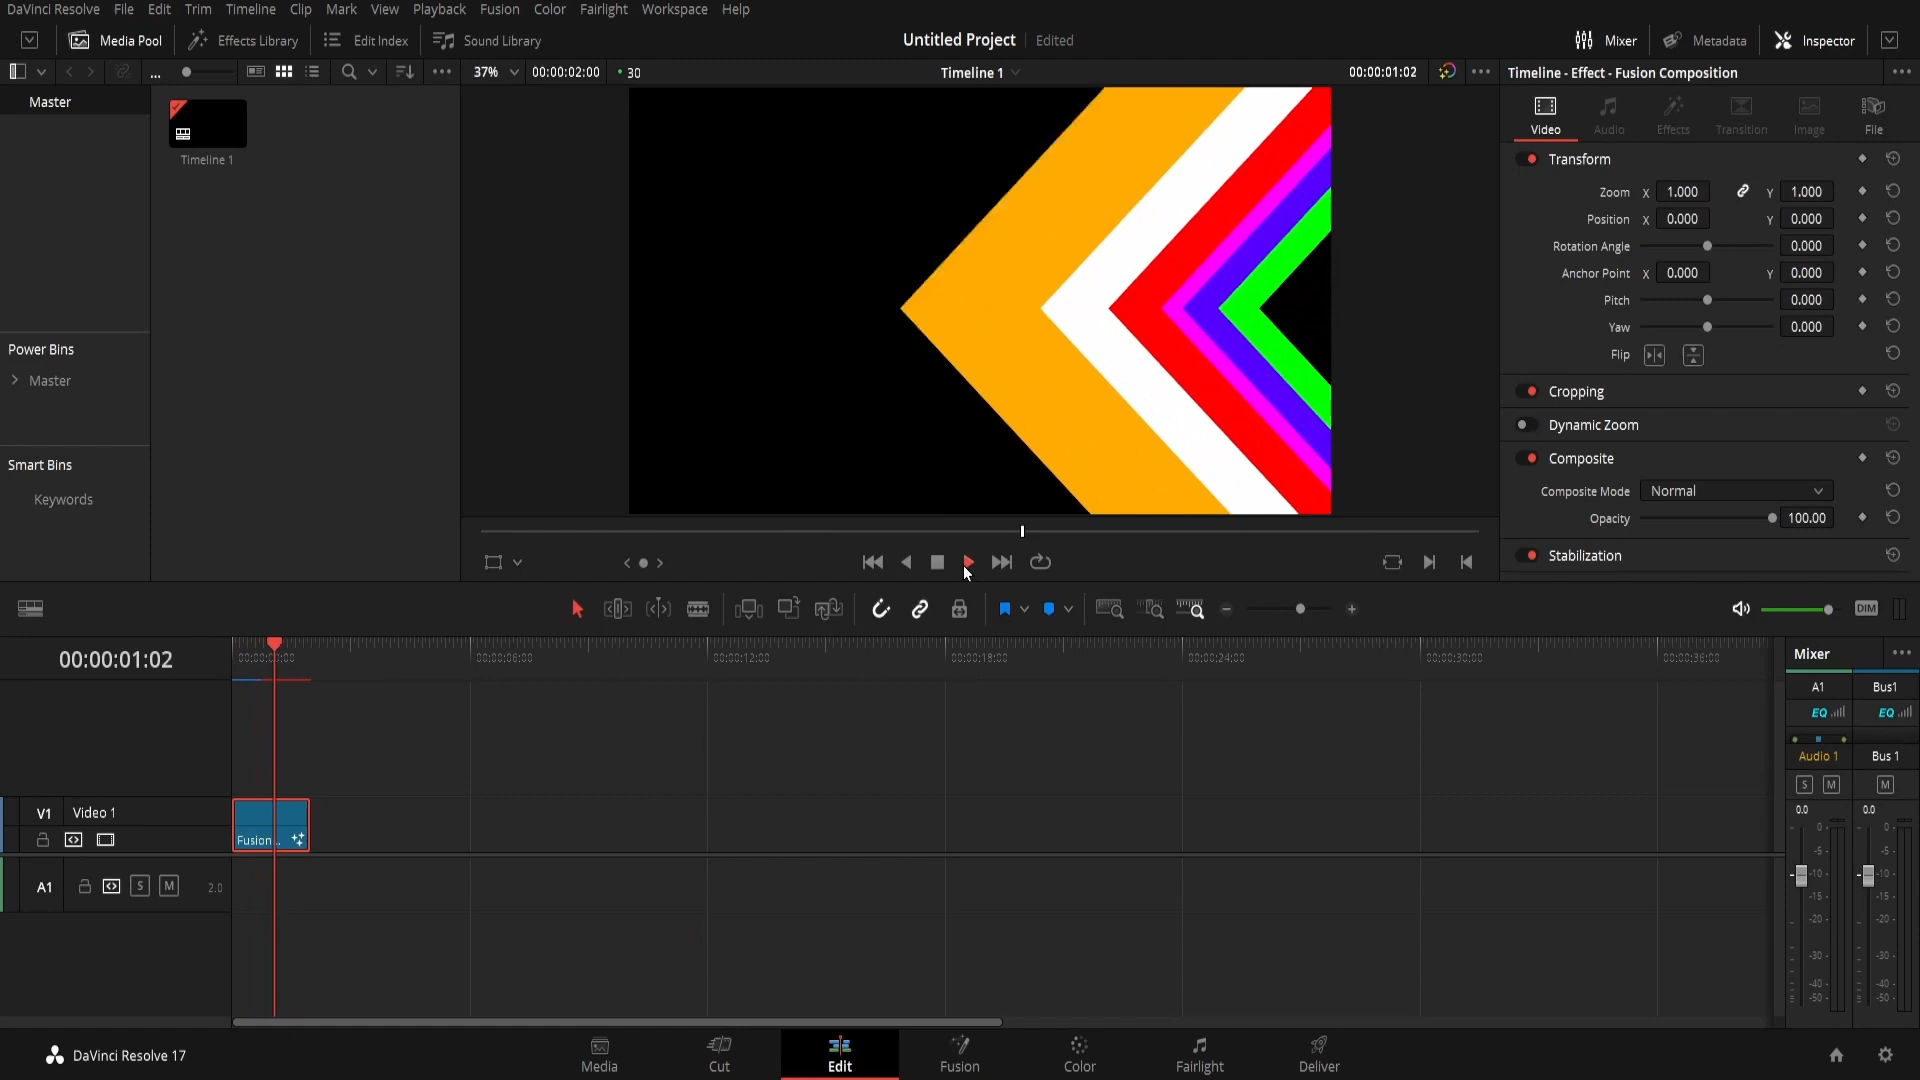 DaVinci Resolve File Edit Trim Timeline Clip Mark View Playback Fusion Color Fairlight Workspace Help
Media Pool Effects Library Edit Index Sound Library Untitled Project Edited Mixer Metadata Inspector
... 37% 00:00:02:00 30 Timeline 1 00:00:01:02 Timeline - Effect - Fusion Composition
Master
Timeline 1
Video Audio Effects Transition Image File
Transform
Zoom X 1.000 Y 1.000
Position X 0.000 Y 0.000
Rotation Angle 0.000
Anchor Point X 0.000 Y 0.000
Pitch 0.000
Yaw 0.000
Flip
Power Bins
Master
Cropping
Dynamic Zoom
Smart Bins
Keywords
Composite
Composite Mode Normal
Opacity 100.00
Stabilization
DIM
00:00:01:02
00:00:06:00 00:00:12:00 00:00:18:00 00:00:24:00 00:00:30:00 00:00:36:00
Mixer
A1 Bus1
EQ EQ
Audio 1 Bus 1
S M M
0.0 0.0
V1 Video 1
Fusion...
A1 S M 2.0
0 0
-5 -5
-10 -10
-15 -15
-20 -20
-30 -30
-40 -40
-50 -50
DaVinci Resolve 17
Media Cut Edit Fusion Color Fairlight Deliver